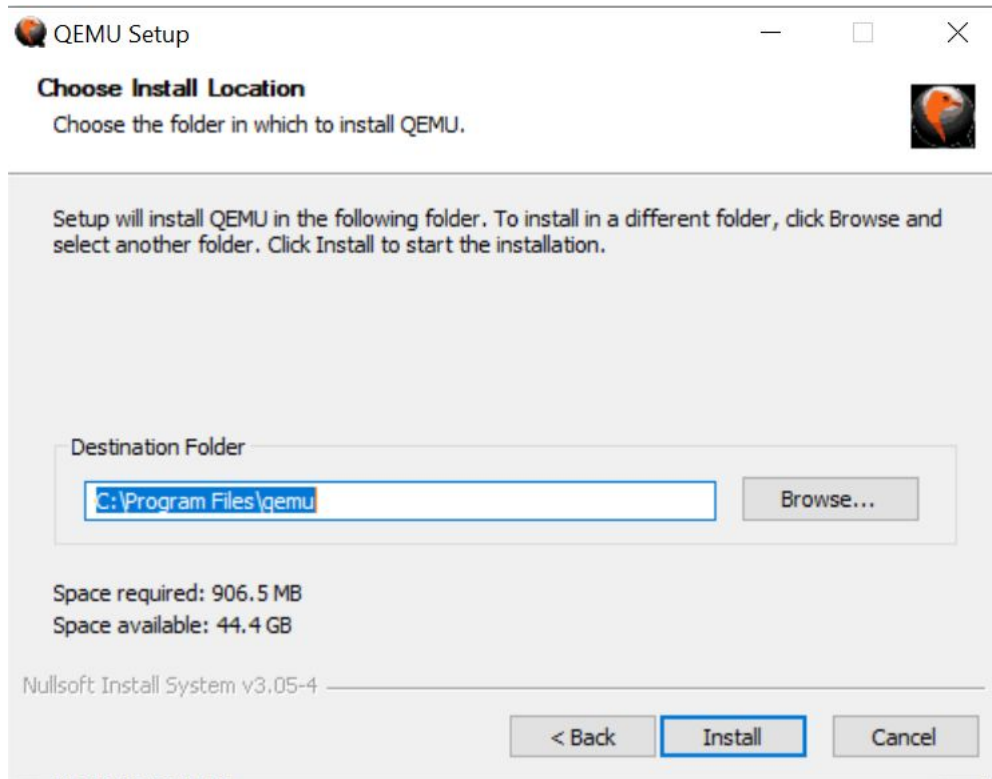 QEMU Setup
Choose Install Location
Choose the folder in which to install QEMU.
Setup will install QEMU in the following folder. To install in a different folder, click Browse and
select another folder. Click Install to start the installation.
Destination Folder
C:\Program Files\qemu
Browse...
Space required: 906.5 MB
Space available: 44.4 GB
Nullsoft Install System v3.05-4
< Back
Install
Cancel